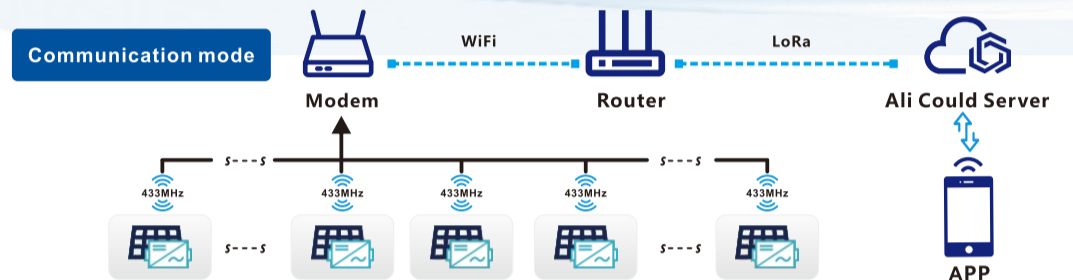 Communication mode
WiFi
LoRa
Modem
Router
Ali Could Server
s---s
s---s
433MHz
433MHz
433MHz
433MHz
433MHz
s---s
s---s
APP